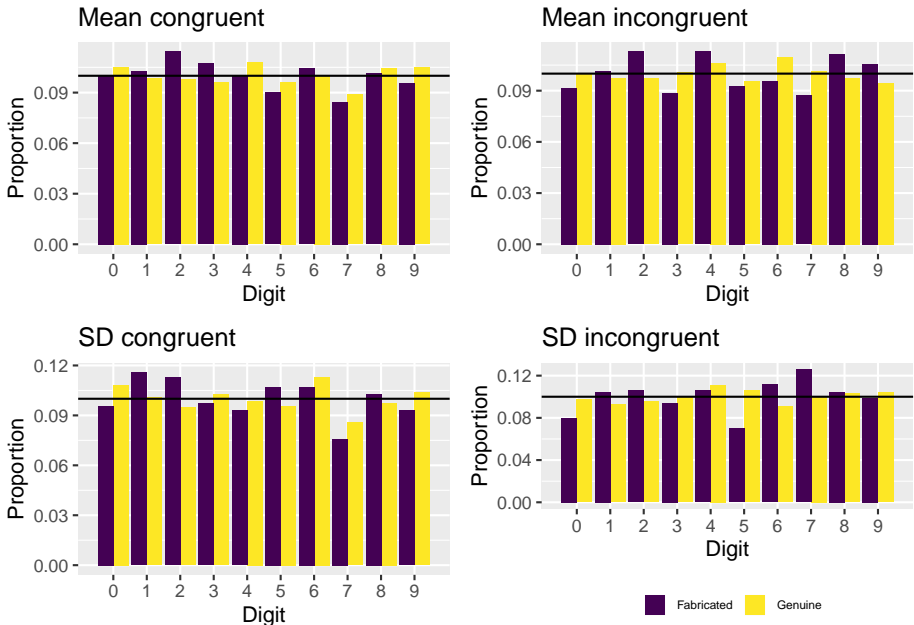 Mean congruent
Proportion
0.09
0.06
0.03
0.00
0 1 2 3 4 5 6 7 8 9
Digit
Mean incongruent
Proportion
0.09
0.06
0.03
0.00
0 1 2 3 4 5 6 7 8 9
Digit
SD congruent
Proportion
0.12
0.09
0.06
0.03
0.00
0 1 2 3 4 5 6 7 8 9
Digit
SD incongruent
Proportion
0.12
0.08
0.04
0.00
0 1 2 3 4 5 6 7 8 9
Digit
Fabricated Genuine